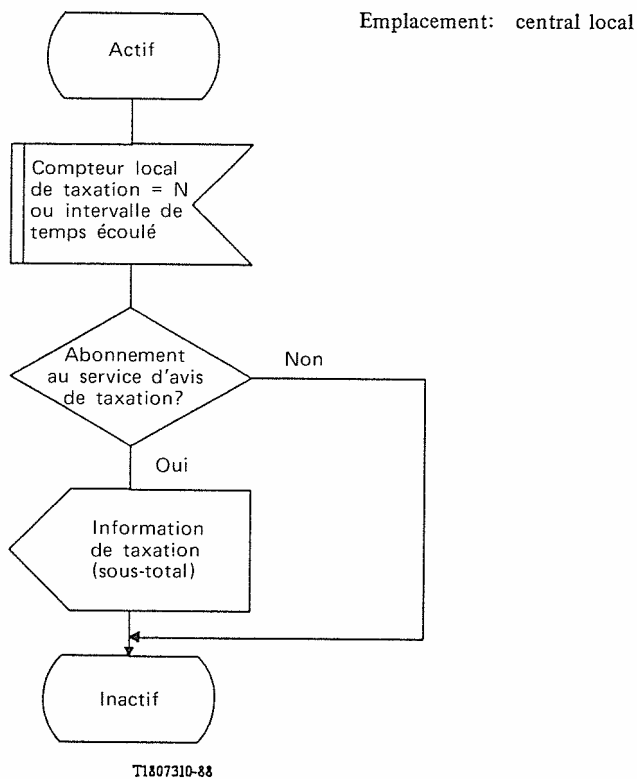 Emplacement: central local
Actif
Compteur local
de taxation = N
ou intervalle de
temps écoulé
Abonnement
au service d'avis
de taxation?
Non
Oui
Information
de taxation
(sous-total)
Inactif
T1807310-88